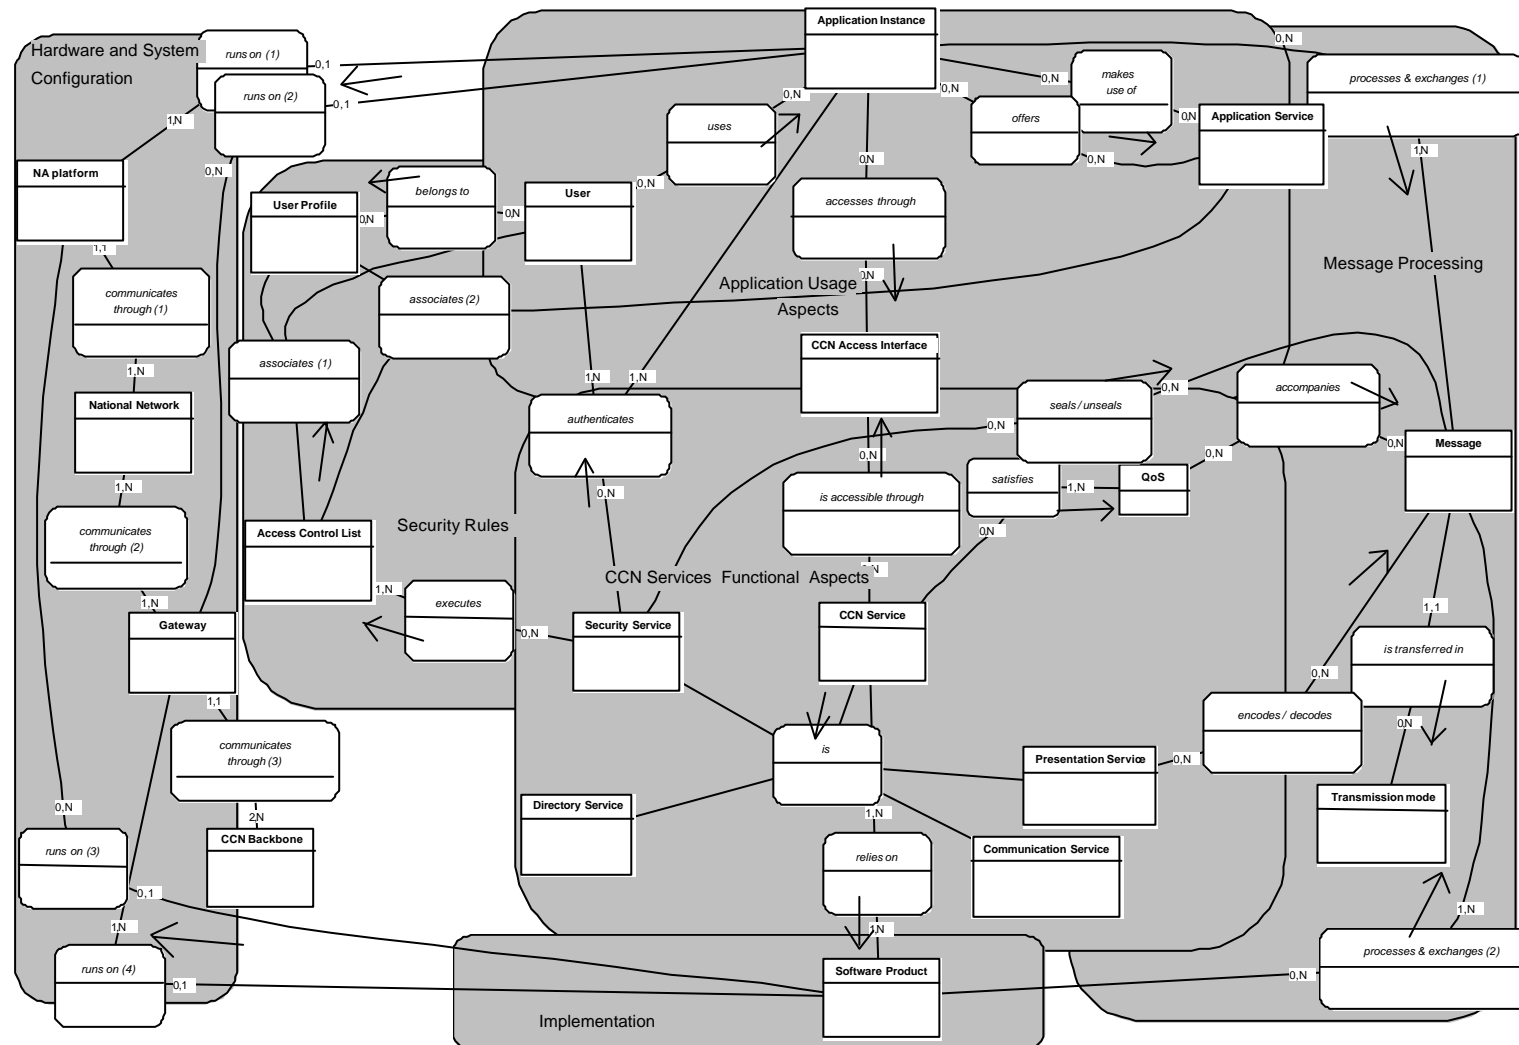 Application Instance
Hardware and System
Configuration
runs on (1)
0,1
0,N
runs on (2)
0,1
0,N
makes
use of
processes & exchanges (1)
0,N
0,N
offers
0,N
Application Service
uses
1,N
0,N
1,N
NA platform
0,N
0,N
0,N
belongs to
0,N
User
accesses through
User Profile
0,N
0,N
1,1
0,N
Message Processing
communicates
through (1)
associates (2)
Application Usage
Aspects
CCN Access Interface
associates (1)
1,N
1,N
1,N
0,N
accompanies
National Network
authenticates
seals / unseals
0,N
0,N
Message
0,N
0,N
satisfies
1,N
QoS
1,N
0,N
is accessible through
communicates
through (2)
Access Control List
Security Rules
0,N
CCN Services Functional Aspects
1,N
1,N
executes
1,1
Gateway
0,N
Security Service
CCN Service
is transferred in
0,N
1,1
encodes / decodes
0,N
communicates
through (3)
is
Presentation Service
0,N
Directory Service
Transmission mode
0,N
2,N
1,N
CCN Backbone
runs on (3)
relies on
Communication Service
0,1
1,N
1,N
1,N
runs on (4)
processes & exchanges (2)
0,1
Software Product
0,N
Implementation